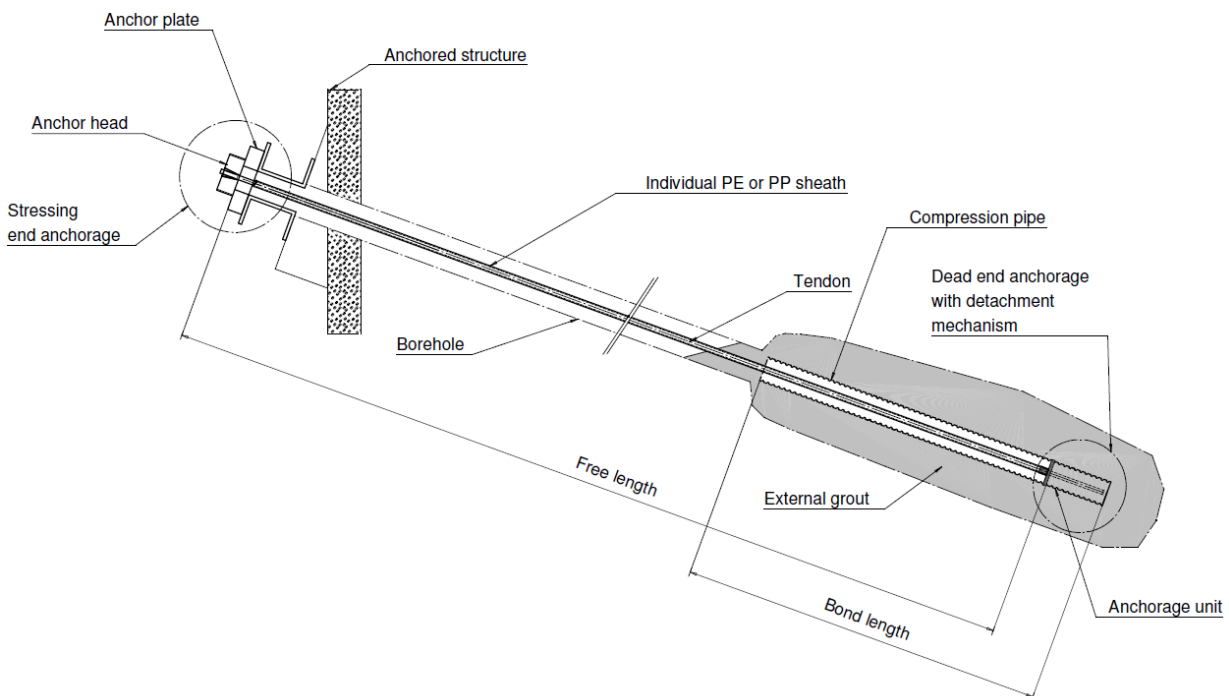 Anchor plate
Anchored structure
Anchor head
Individual PE or PP sheath
Stressing
end anchorage
Compression pipe
Dead end anchorage
with detachment
mechanism
Tendon
Borehole
Free length
External grout
Bond length
Anchorage unit